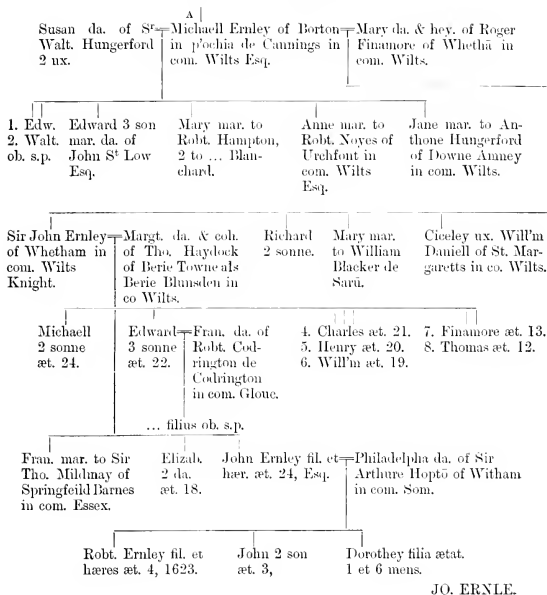 A
Susan da. of Sr Michaell Ernley of Borton Mary da. & hey. of Roger
Walt. Hungerford in p'ochia de Cannings in Finamore of Whethā in
2 ux. com. Wilts Esq. com. Wilts.
1. Edw. Edward 3 son Mary mar. to Anne mar. to Jane mar. to An-
2. Walt. mar. da. of Robt. Hampton, Robt. Noyes of thone Hungerford
ob. s.p. John St Low 2 to ... Blan- Urchfont in of Downe Amney
Esq. chard. com. Wilts in com. Wilts.
Esq.
Sir John Ernley Margt. da. & coh. Richard Mary mar. Ciceley ux. Will'm
of Whetham in of Tho. Haydock 2 sonne. to William Daniell of St. Mar-
com. Wilts of Berie Towne als Blacker de garetts in co. Wilts.
Knight. Berie Blunsden in Sarū.
co Wilts.
Michaell Edward Fran. da. of 4. Charles æt. 21. 7. Finamore æt. 13.
2 sonne 3 sonne Robt. Cod- 5. Henry æt. 20. 8. Thomas æt. 12.
æt. 24. æt. 22. rington de 6. Will'm æt. 19.
Codrington
in com. Glouc.
... filius ob. s.p.
Fran. mar. to Sir Elizab. John Ernley fil. et Philadelpha da. of Sir
Tho. Mildmay of 2 da. hær. æt. 24, Esq. Arthure Hoptō of Witham
Springfeild Barnes æt. 18. in com. Som.
in com. Essex.
Robt. Ernley fil. et John 2 son Dorothey filia ætat.
hæres æt. 4, 1623. æt. 3, 1 et 6 mens.
JO. ERNLE.